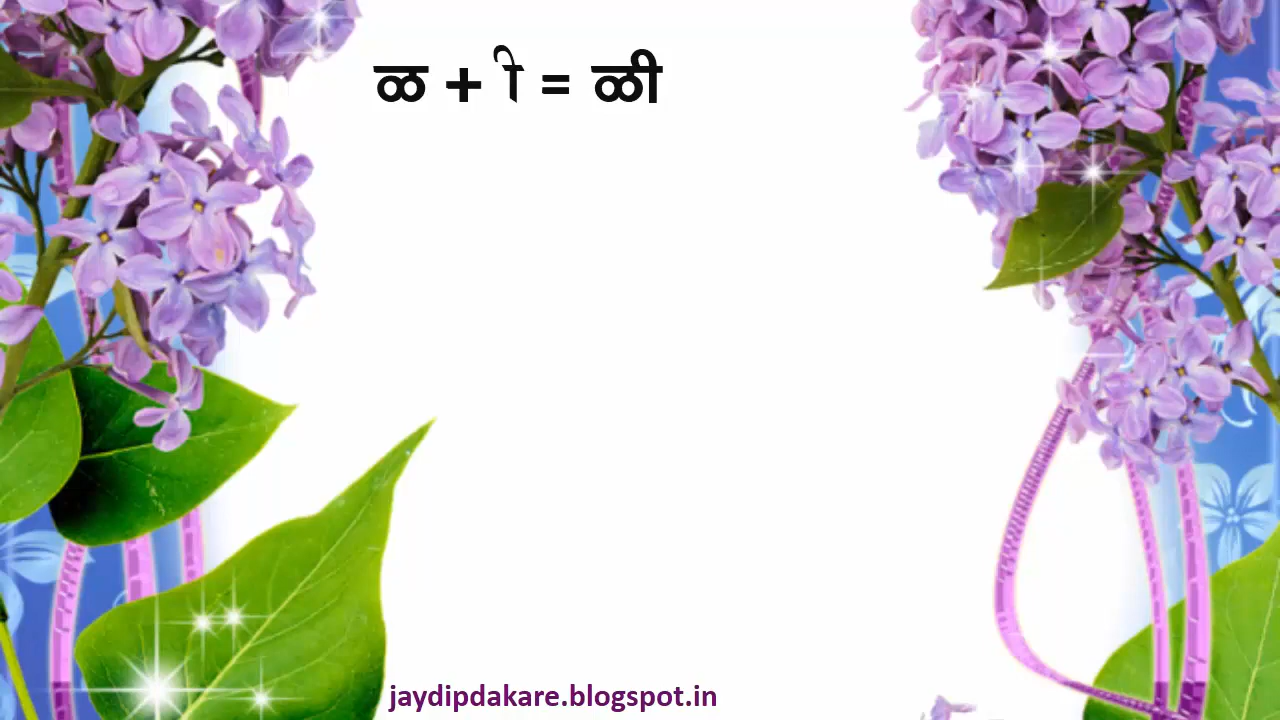 ळ + ी = ळी
jaydipdakare.blogspot.in